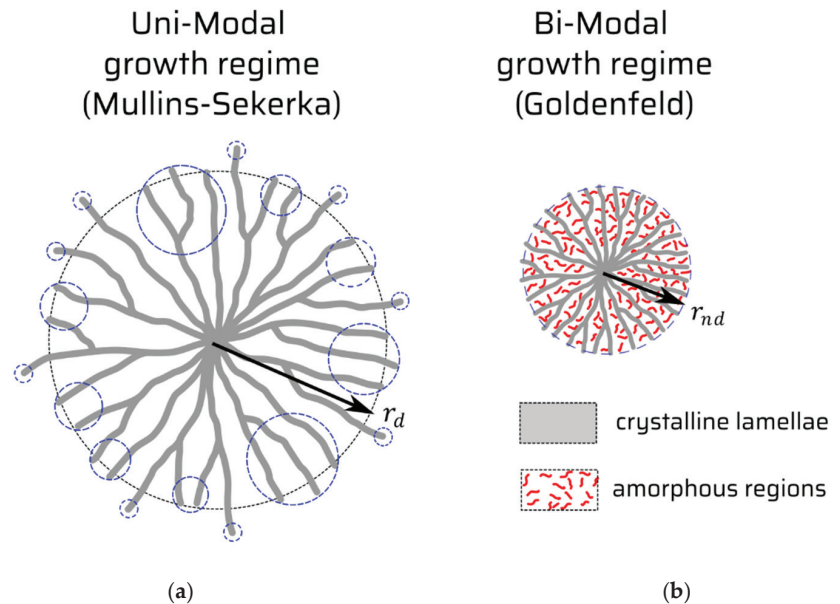 Uni-Modal
growth regime
(Mullins-Sekerka)
Bi-Modal
growth regime
(Goldenfeld)
r_d
r_nd
crystalline lamellae
amorphous regions
(a)
(b)